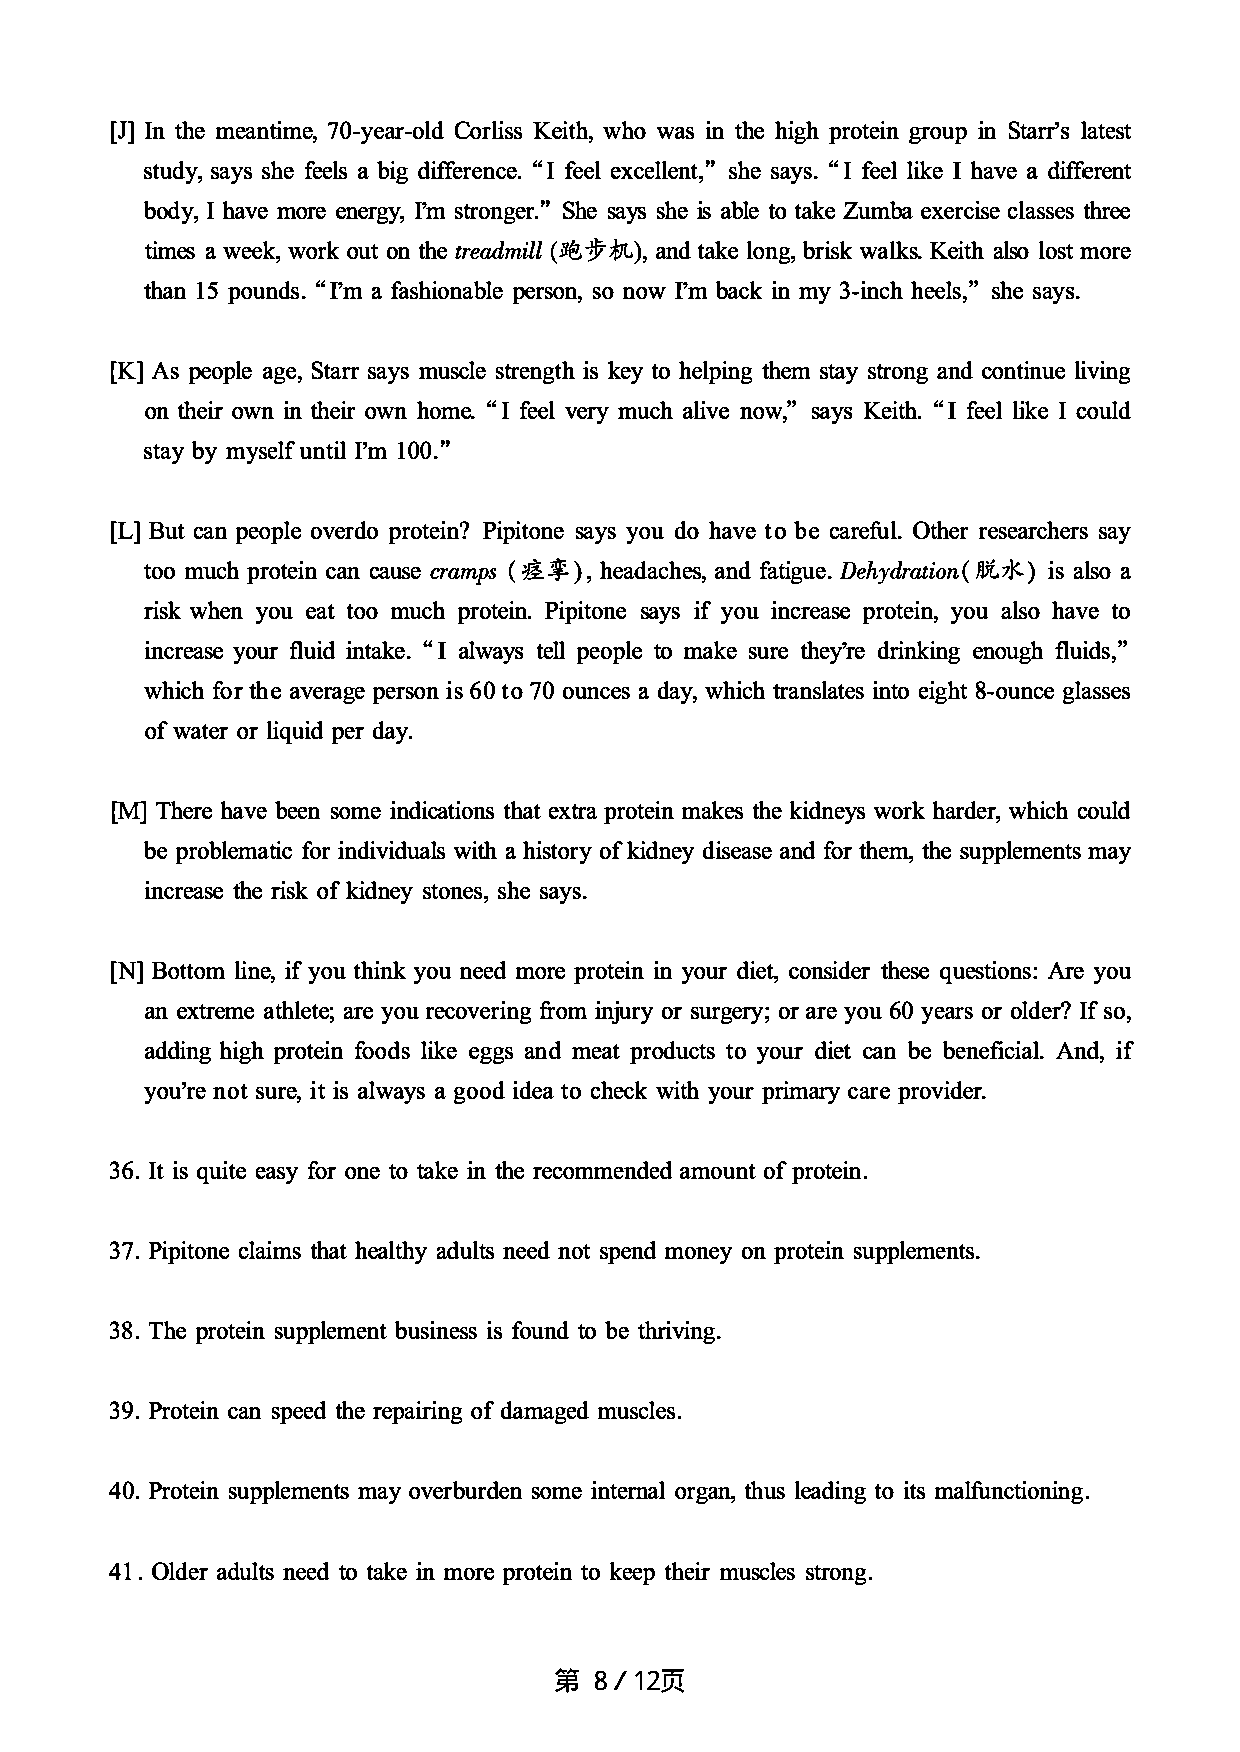 [J] In the meantime, 70-year-old Corliss Keith, who was in the high protein group in Starr’s latest
study, says she feels a big difference. “I feel excellent,” she says. “I feel like I have a different
body, I have more energy, I’m stronger.” She says she is able to take Zumba exercise classes three
times a week, work out on the treadmill (跑步机), and take long, brisk walks. Keith also lost more
than 15 pounds. “I’m a fashionable person, so now I’m back in my 3-inch heels,” she says.
[K] As people age, Starr says muscle strength is key to helping them stay strong and continue living
on their own in their own home. “I feel very much alive now,” says Keith. “I feel like I could
stay by myself until I’m 100.”
[L] But can people overdo protein? Pipitone says you do have to be careful. Other researchers say
too much protein can cause cramps (痉挛), headaches, and fatigue. Dehydration(脱水) is also a
risk when you eat too much protein. Pipitone says if you increase protein, you also have to
increase your fluid intake. “I always tell people to make sure they’re drinking enough fluids,”
which for the average person is 60 to 70 ounces a day, which translates into eight 8-ounce glasses
of water or liquid per day.
[M] There have been some indications that extra protein makes the kidneys work harder, which could
be problematic for individuals with a history of kidney disease and for them, the supplements may
increase the risk of kidney stones, she says.
[N] Bottom line, if you think you need more protein in your diet, consider these questions: Are you
an extreme athlete; are you recovering from injury or surgery; or are you 60 years or older? If so,
adding high protein foods like eggs and meat products to your diet can be beneficial. And, if
you’re not sure, it is always a good idea to check with your primary care provider.
36. It is quite easy for one to take in the recommended amount of protein.
37. Pipitone claims that healthy adults need not spend money on protein supplements.
38. The protein supplement business is found to be thriving.
39. Protein can speed the repairing of damaged muscles.
40. Protein supplements may overburden some internal organ, thus leading to its malfunctioning.
41. Older adults need to take in more protein to keep their muscles strong.
第 8 / 12页